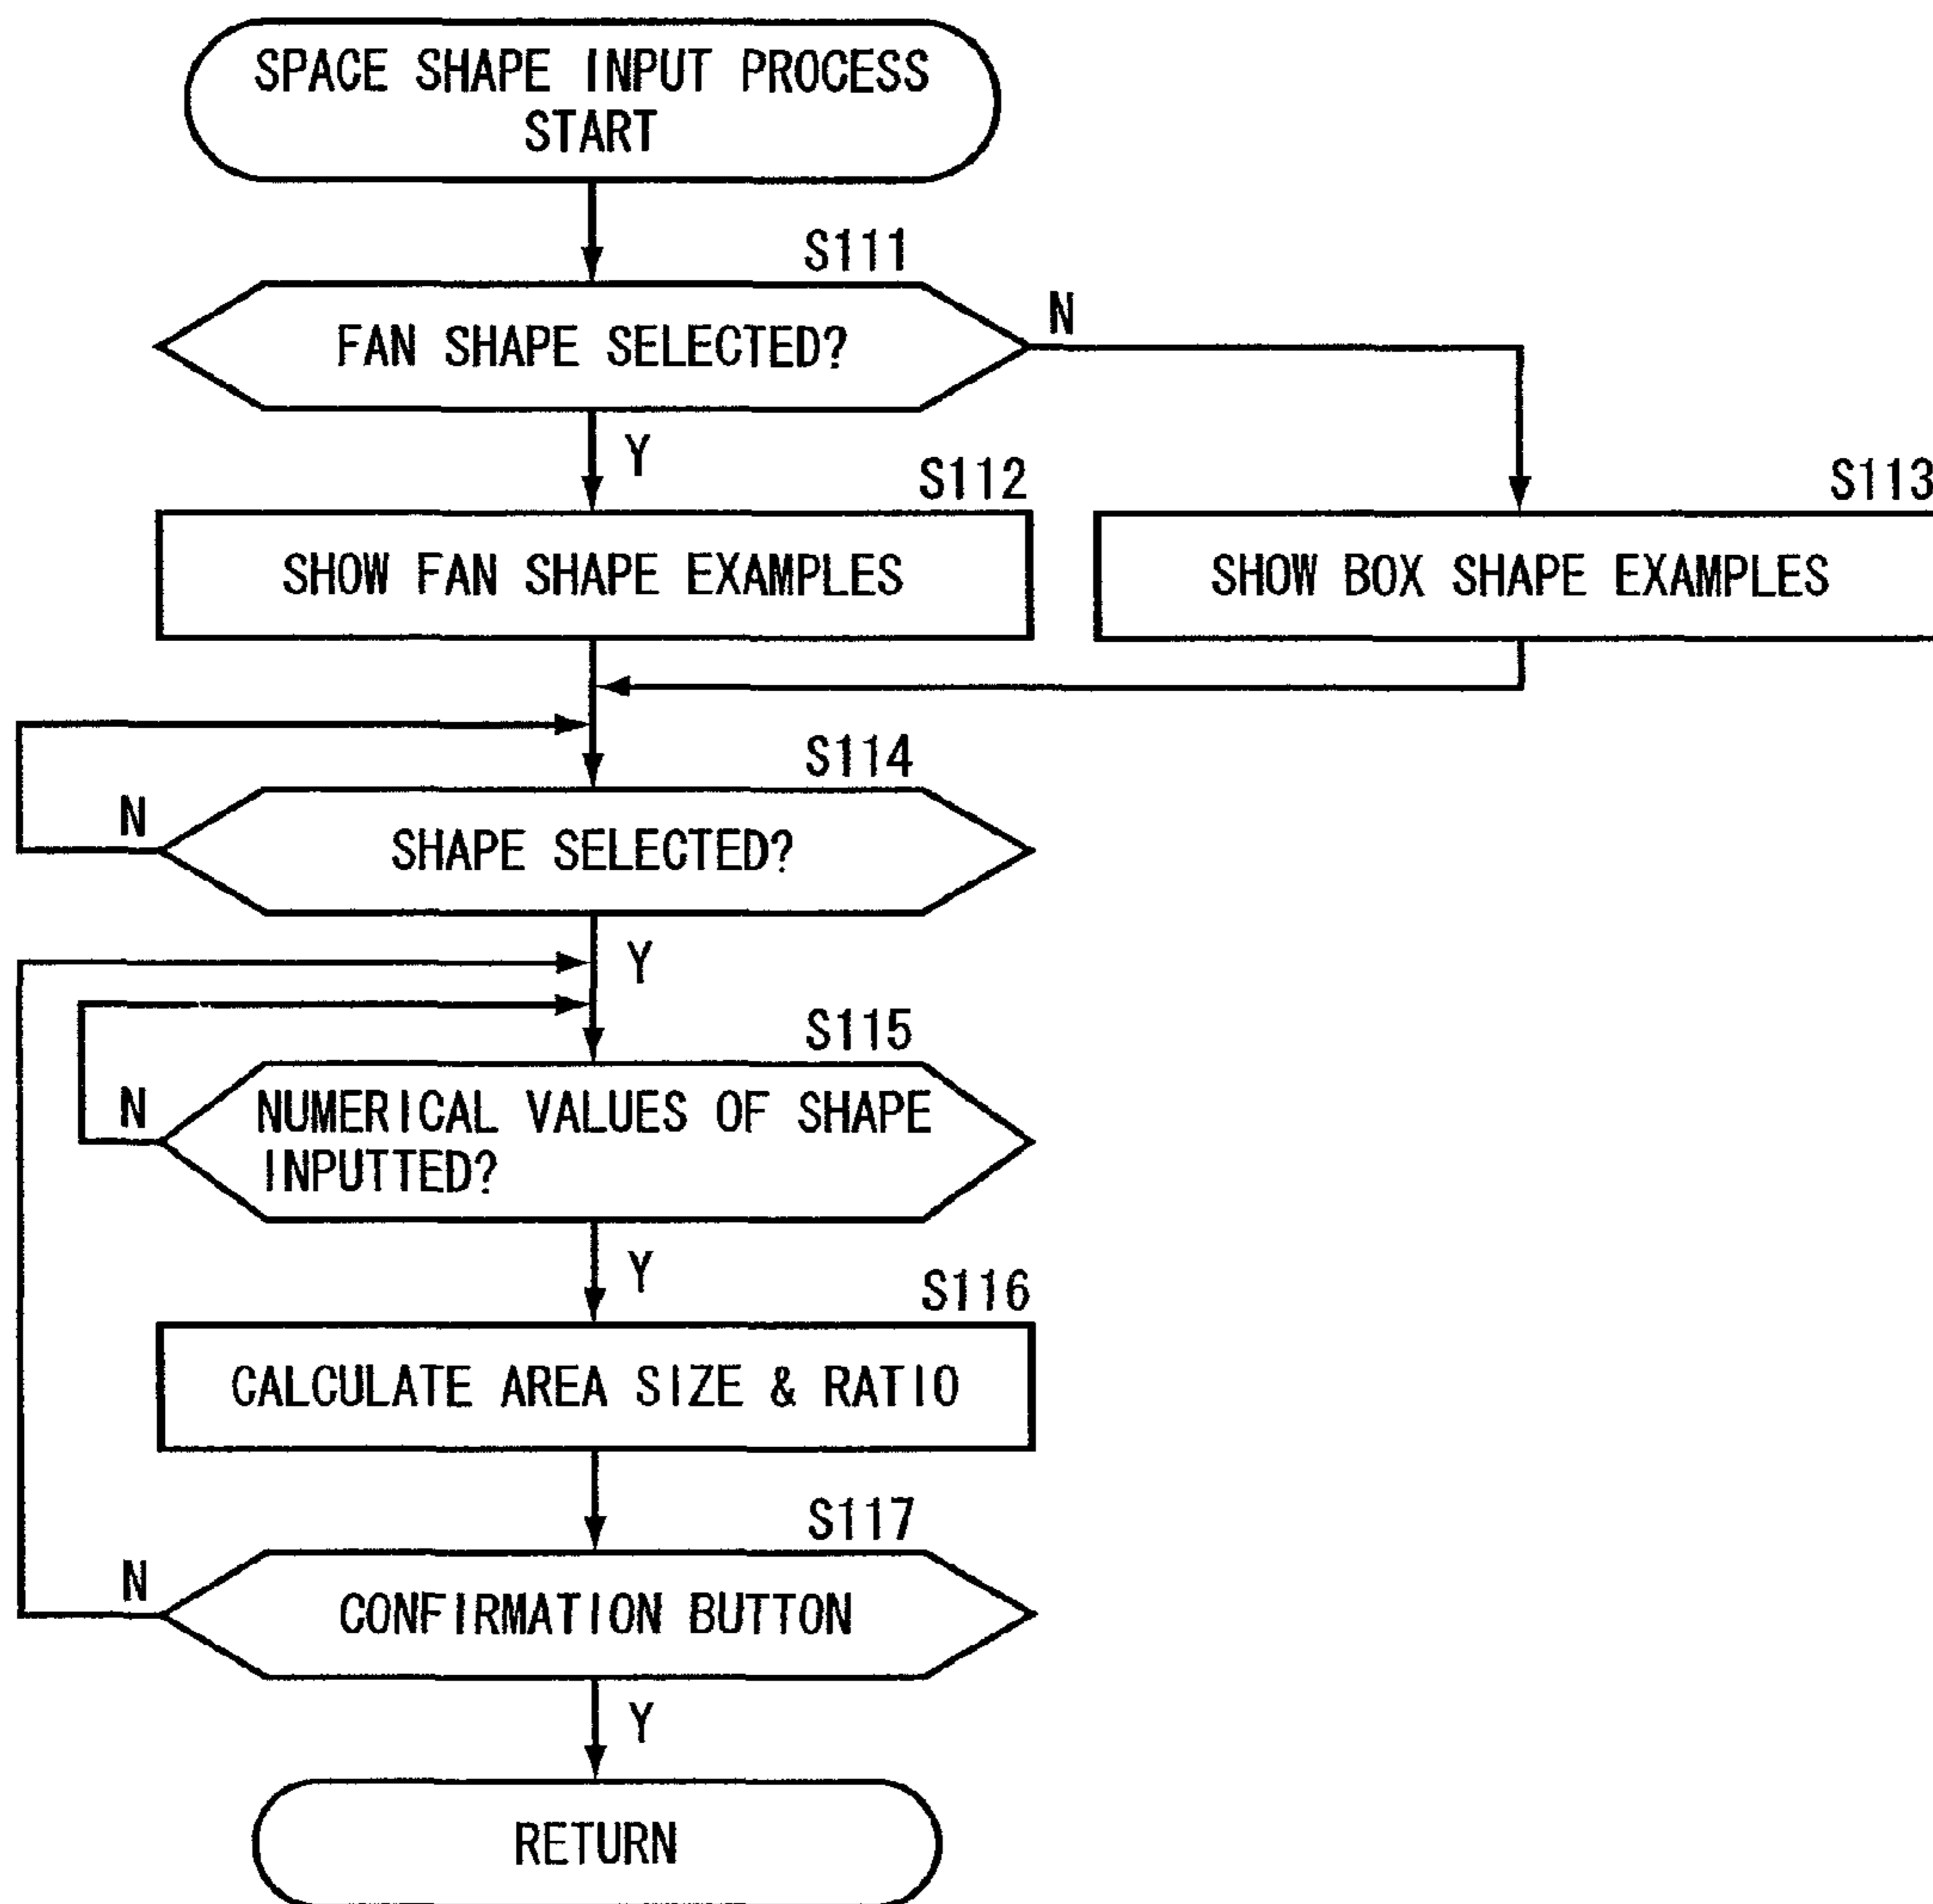 SPACE SHAPE INPUT PROCESS
START
S111
FAN SHAPE SELECTED?
N
Y
S112
SHOW FAN SHAPE EXAMPLES
S113
SHOW BOX SHAPE EXAMPLES
S114
N
SHAPE SELECTED?
Y
S115
N
NUMERICAL VALUES OF SHAPE
INPUTTED?
Y
S116
CALCULATE AREA SIZE & RATIO
S117
N
CONFIRMATION BUTTON
Y
RETURN